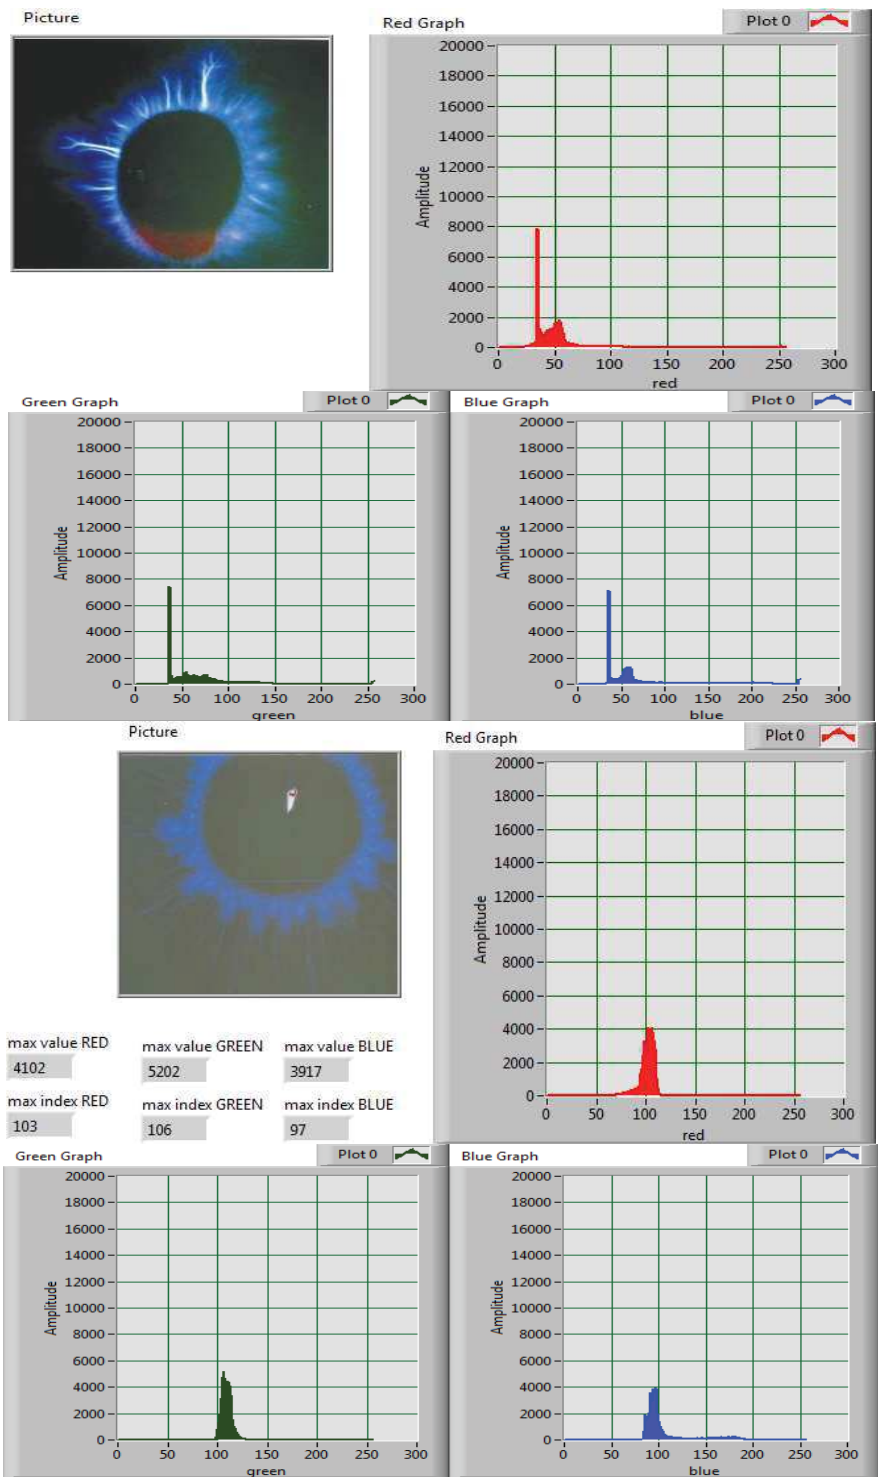 Picture
Red Graph
Plot 0
20000
18000
16000
14000
12000
10000
8000
6000
4000
2000
0
Amplitude
0 50 100 150 200 250 300
red
Green Graph
Plot 0
20000
18000
16000
14000
12000
10000
8000
6000
4000
2000
0
Amplitude
0 50 100 150 200 250 300
green
Blue Graph
Plot 0
20000
18000
16000
14000
12000
10000
8000
6000
4000
2000
0
Amplitude
0 50 100 150 200 250 300
blue
Picture
Red Graph
Plot 0
20000
18000
16000
14000
12000
10000
8000
6000
4000
2000
0
Amplitude
0 50 100 150 200 250 300
red
max value RED
4102
max value GREEN
5202
max value BLUE
3917
max index RED
103
max index GREEN
106
max index BLUE
97
Green Graph
Plot 0
20000
18000
16000
14000
12000
10000
8000
6000
4000
2000
0
Amplitude
0 50 100 150 200 250 300
green
Blue Graph
Plot 0
20000
18000
16000
14000
12000
10000
8000
6000
4000
2000
0
Amplitude
0 50 100 150 200 250 300
blue